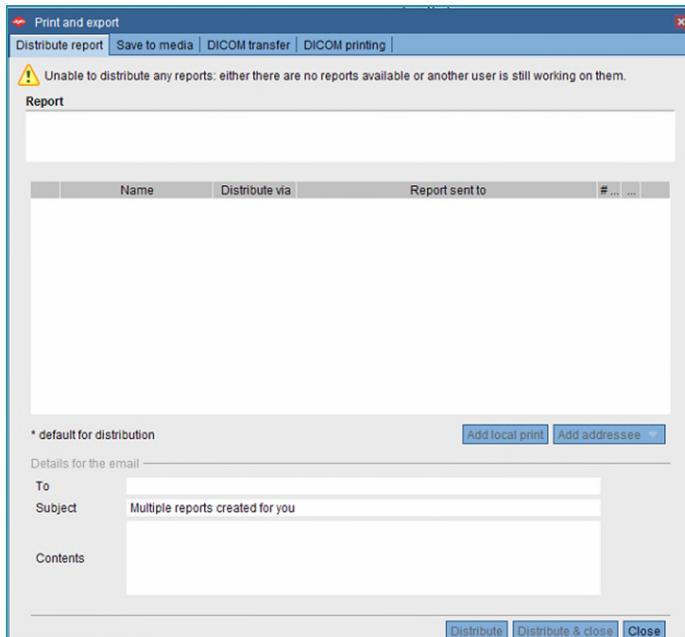 Print and export
Distribute report Save to media DICOM transfer DICOM printing
Unable to distribute any reports: either there are no reports available or another user is still working on them.
Report
Name Distribute via Report sent to # ... ...
* default for distribution Add local print Add addressee
Details for the email
To
Subject Multiple reports created for you
Contents
Distribute Distribute & close Close